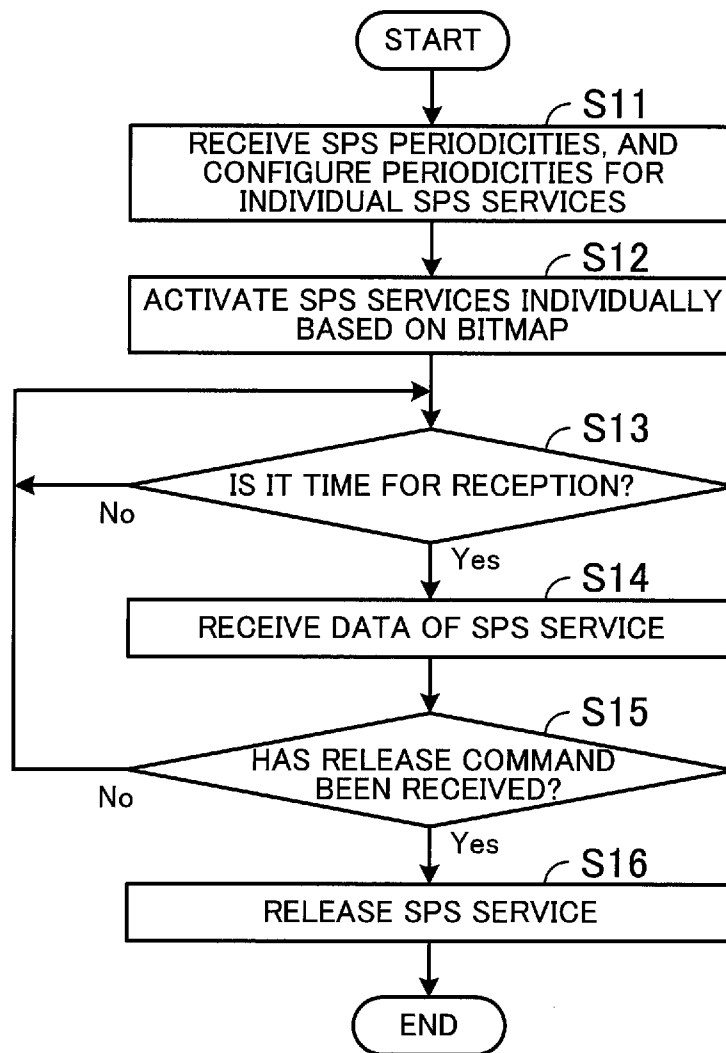 START
S11
RECEIVE SPS PERIODICITIES, AND
CONFIGURE PERIODICITIES FOR
INDIVIDUAL SPS SERVICES
S12
ACTIVATE SPS SERVICES INDIVIDUALLY
BASED ON BITMAP
S13
IS IT TIME FOR RECEPTION?
No
Yes
S14
RECEIVE DATA OF SPS SERVICE
S15
HAS RELEASE COMMAND
BEEN RECEIVED?
No
Yes
S16
RELEASE SPS SERVICE
END